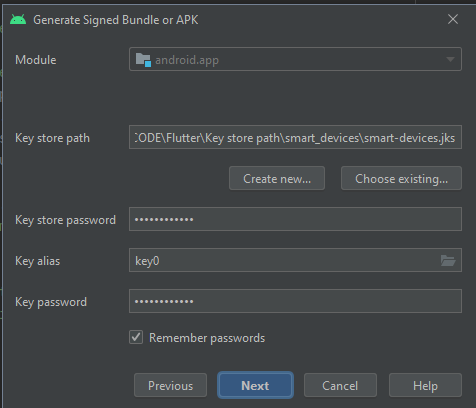 Generate Signed Bundle or APK
Module
android.app
Key store path
:ODE\Flutter\Key store path\smart_devices\smart-devices.jks
Create new...
Choose existing...
Key store password
••••••••••••
Key alias
key0
Key password
••••••••••••
Remember passwords
Previous
Next
Cancel
Help